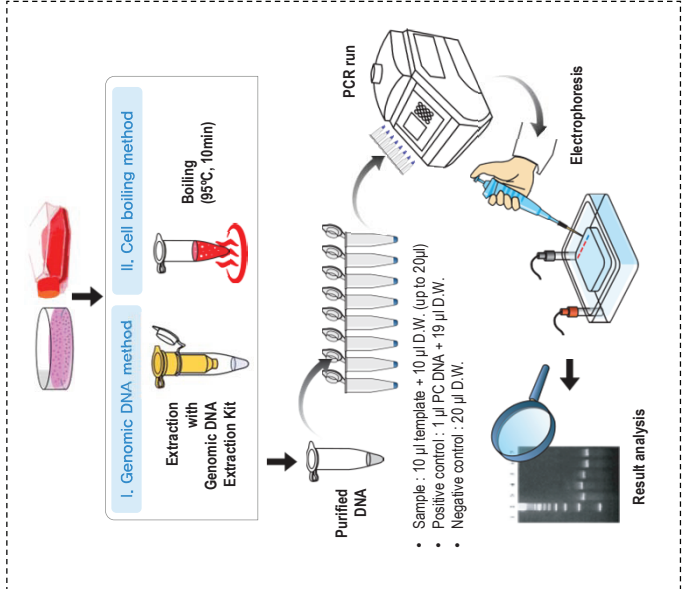 I. Genomic DNA method
Extraction
with
Genomic DNA
Extraction Kit
II. Cell boiling method
Boiling
(95ºC, 10min)
Purified
DNA
• Sample : 10 µl template + 10 µl D.W. (up to 20µl)
• Positive control : 1 µl PC DNA + 19 µl D.W.
• Negative control : 20 µl D.W.
PCR run
Electrophoresis
Result analysis